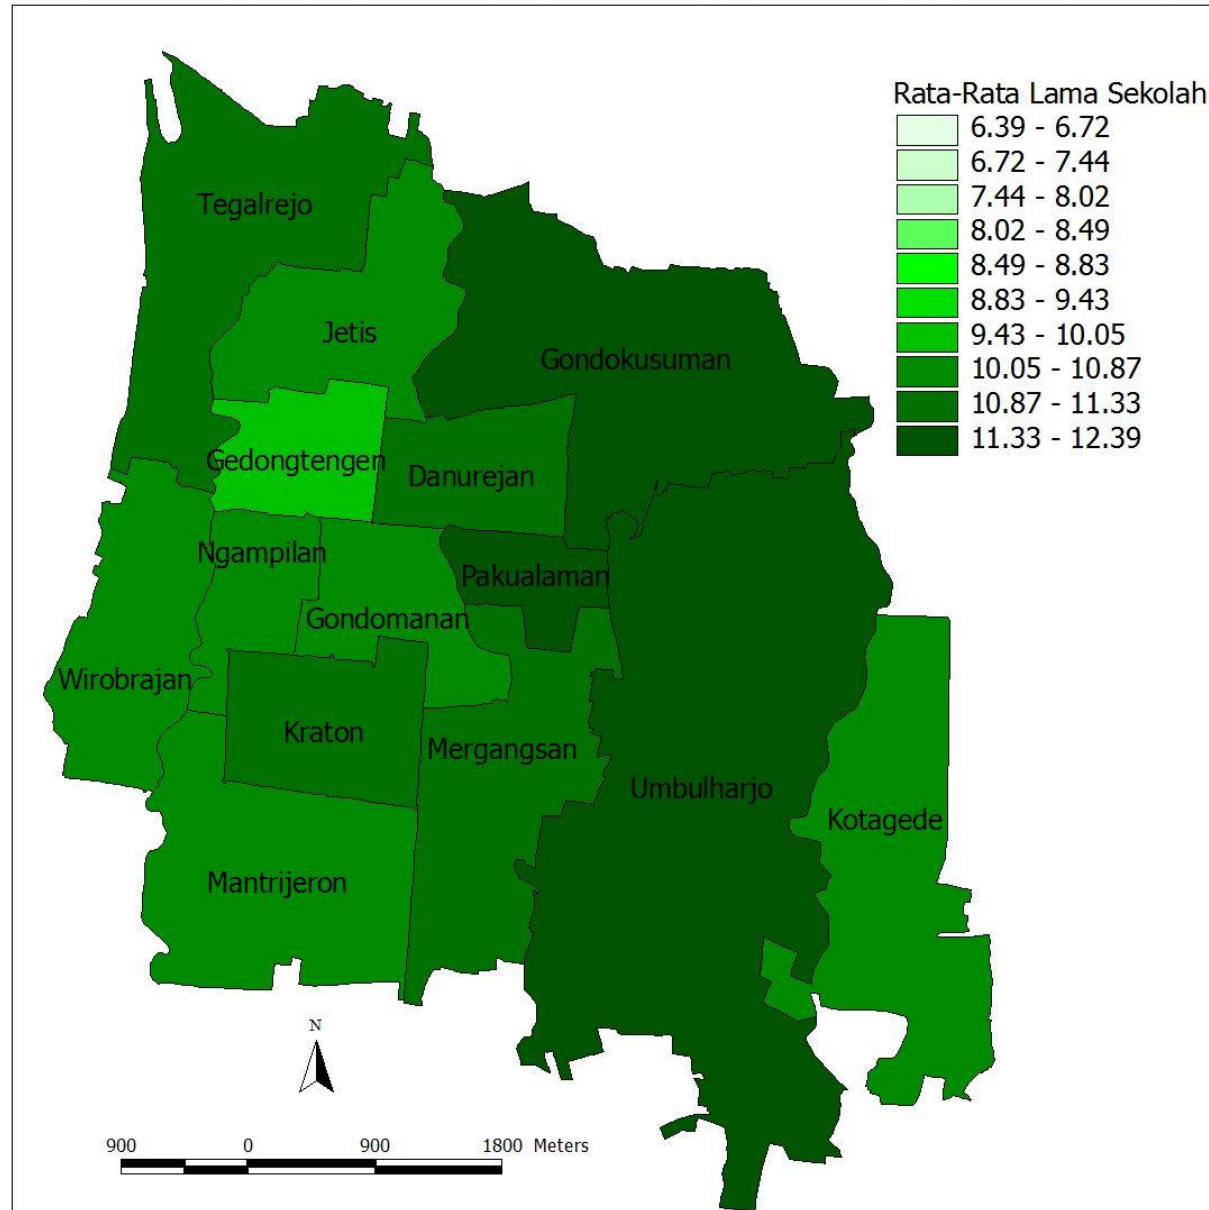 Rata-Rata Lama Sekolah
6.39 - 6.72
6.72 - 7.44
7.44 - 8.02
8.02 - 8.49
8.49 - 8.83
8.83 - 9.43
9.43 - 10.05
10.05 - 10.87
10.87 - 11.33
11.33 - 12.39
Tegalrejo
Jetis
Gondokusuman
Gedongtengen
Danurejan
Ngampilan
Pakualaman
Gondomanan
Wirobrajan
Kraton
Mergangsan
Umbulharjo
Kotagede
Mantrijeron
N
900 0 900 1800 Meters